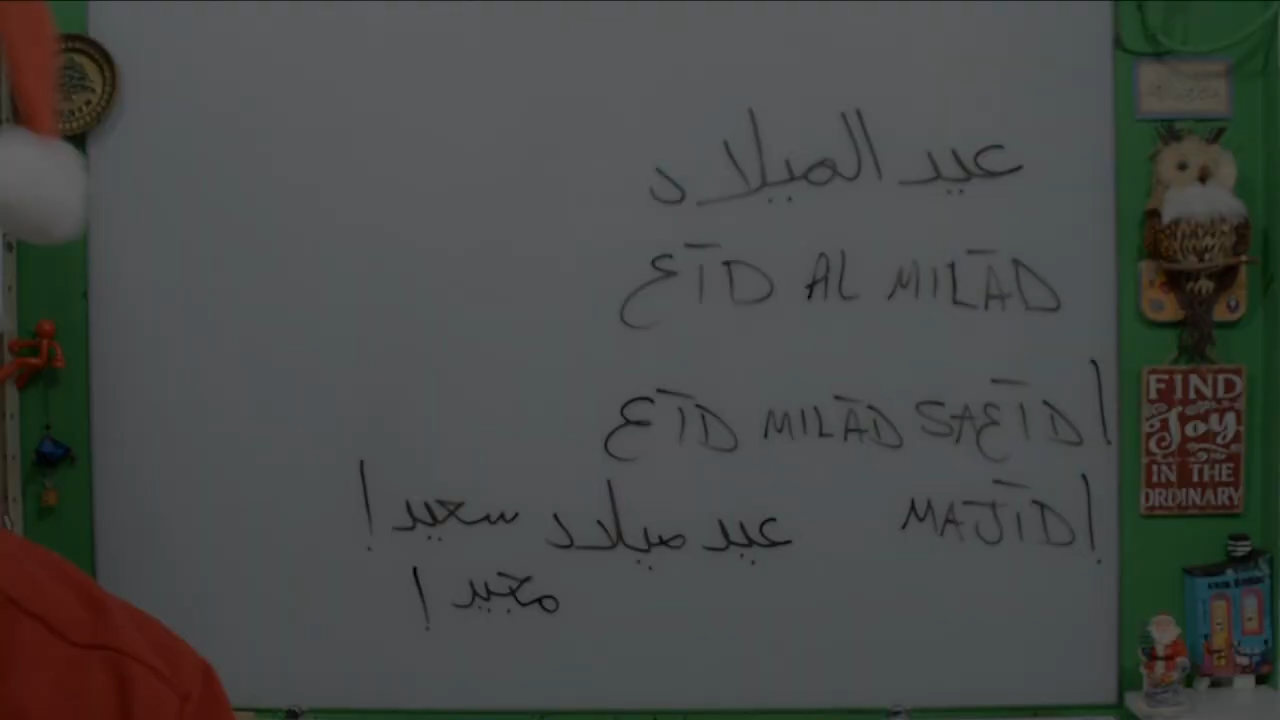 عيد الميلاد
ƐĪD AL MILĀD
ƐĪD MILĀD SAƐĪD!
MAJĪD!
عيد ميلاد سعيد!
مجيد!
FIND
Joy
IN THE
ORDINARY